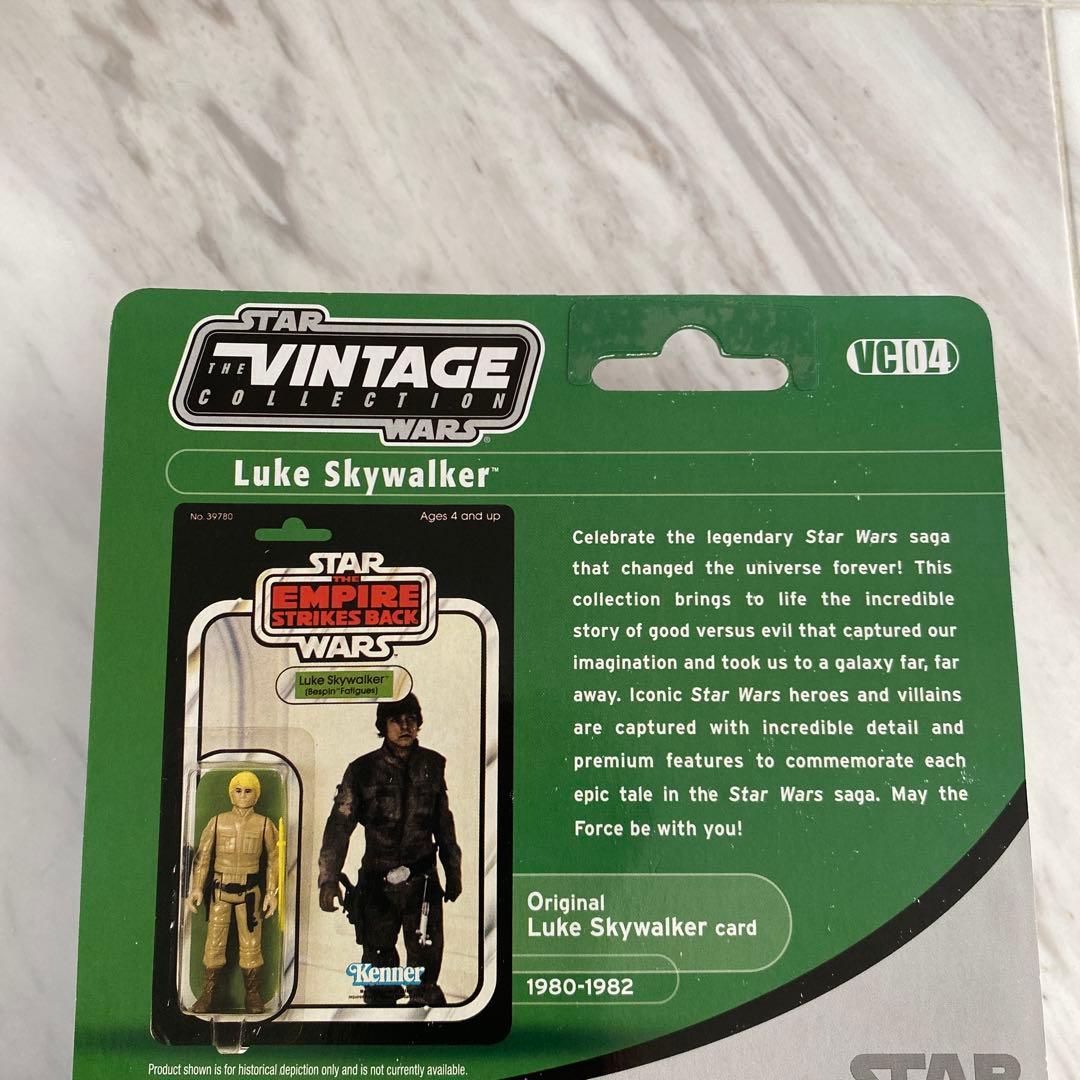 STAR
THE VINTAGE
COLLECTION
WARS®
VC04
Luke Skywalker™
No. 39780
Ages 4 and up
STAR
THE
EMPIRE
STRIKES BACK
WARS™
Luke Skywalker™
(Bespin™ Fatigues)
Kenner
Celebrate the legendary Star Wars saga
that changed the universe forever! This
collection brings to life the incredible
story of good versus evil that captured our
imagination and took us to a galaxy far, far
away. Iconic Star Wars heroes and villains
are captured with incredible detail and
premium features to commemorate each
epic tale in the Star Wars saga. May the
Force be with you!
Original
Luke Skywalker card
1980-1982
Product shown is for historical depiction only and is not currently available.
STAR